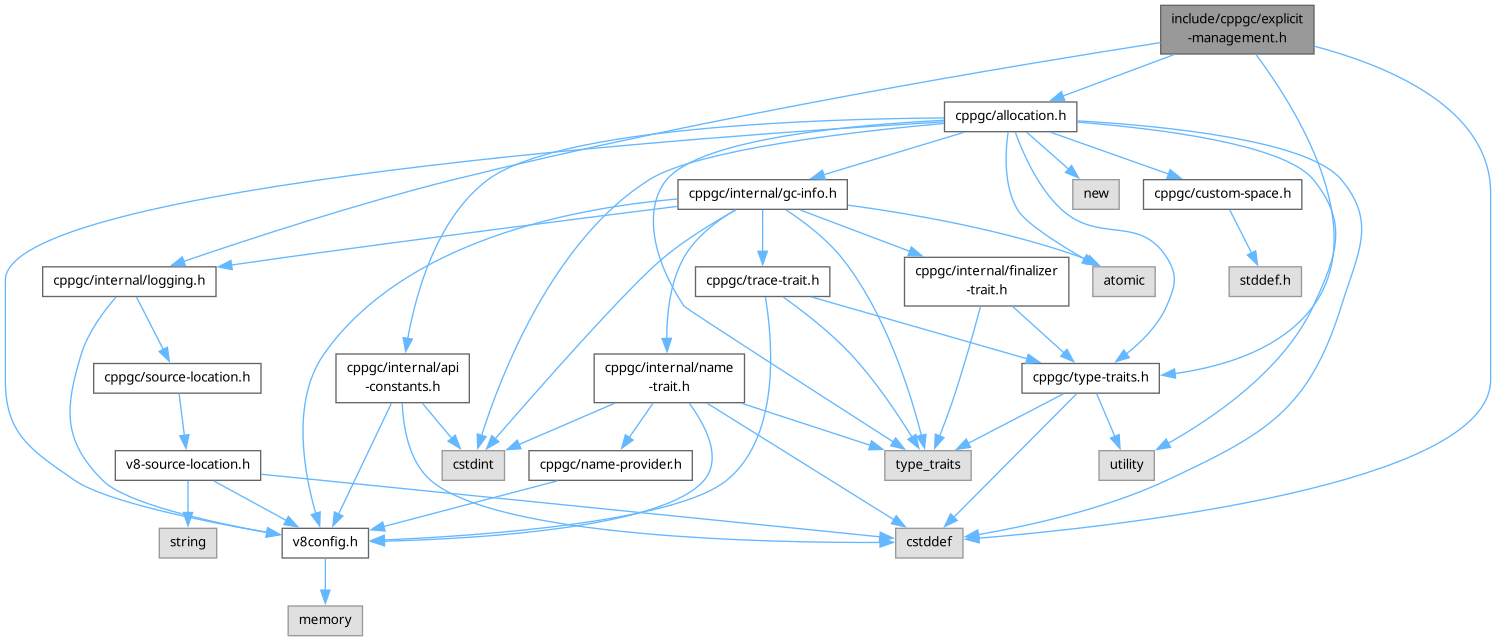 include/cppgc/explicit
-management.h
cppgc/allocation.h
cppgc/internal/gc-info.h
new
cppgc/custom-space.h
cppgc/internal/logging.h
cppgc/trace-trait.h
cppgc/internal/finalizer
-trait.h
atomic
stddef.h
cppgc/source-location.h
cppgc/internal/api
-constants.h
cppgc/internal/name
-trait.h
cppgc/type-traits.h
v8-source-location.h
cstdint
cppgc/name-provider.h
type_traits
utility
string
v8config.h
cstddef
memory